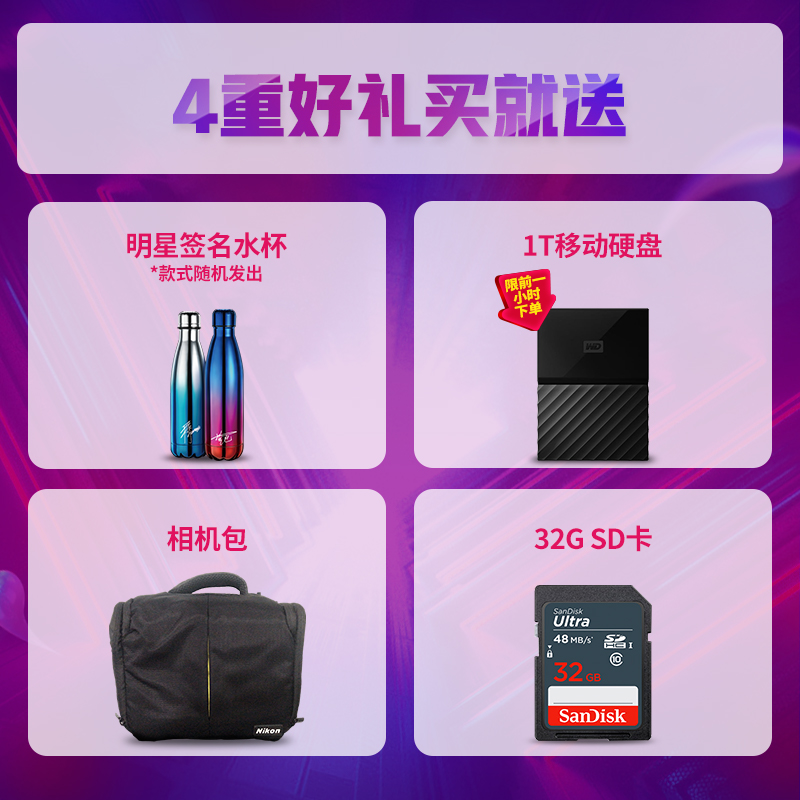 4重好礼买就送
明星签名水杯
*款式随机发出
1T移动硬盘
限前一
小时
下单
WD
相机包
Nikon
32G SD卡
SanDisk
Ultra
48 MB/s*
SDHC I
10
32 GB
SanDisk